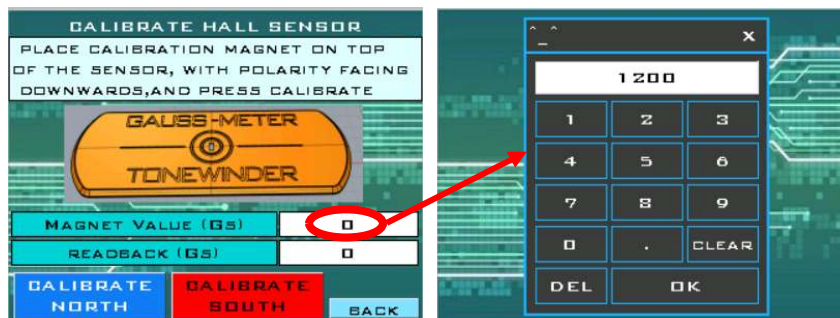 CALIBRATE HALL SENSOR
PLACE CALIBRATION MAGNET ON TOP
OF THE SENSOR, WITH POLARITY FACING
DOWNWARDS,AND PRESS CALIBRATE
GAUSS-METER
TONEWINDER
MAGNET VALUE (GS) 0
READBACK (GS) 0
CALIBRATE NORTH
CALIBRATE SOUTH
BACK
^_^ X
1200
1 2 3
4 5 6
7 8 9
0 . CLEAR
DEL OK